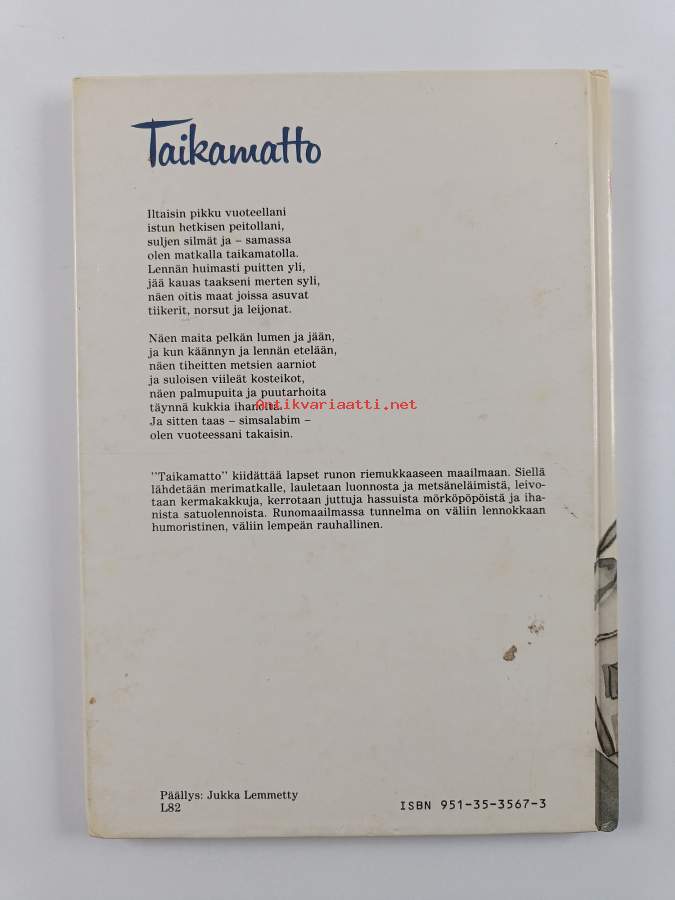 Taikamatto
Iltaisin pikku vuoteellani
istun hetkisen peitollani,
suljen silmät ja – samassa
olen matkalla taikamatolla.
Lennän huimasti puitten yli,
jää kauas taakseni merten syli,
näen oitis maat joissa asuvat
tiikerit, norsut ja leijonat.
Näen maita pelkän lumen ja jään,
ja kun käännyn ja lennän etelään,
näen tiheitten metsien aarniot
ja suloisen viileät kosteikot,
näen palmupuita ja puutarhoita
täynnä kukkia ihanoita.
Antikvariaatti.net
Ja sitten taas – simsalabim –
olen vuoteessani takaisin.
"Taikamatto" kiidättää lapset runon riemukkaaseen maailmaan. Siellä
lähdetään merimatkalle, lauletaan luonnosta ja metsäneläimistä, leivo-
taan kermakakkuja, kerrotaan juttuja hassuista mörköpöpöistä ja iha-
nista satuolennoista. Runomaailmassa tunnelma on väliin lennokkaan
humoristinen, väliin lempeän rauhallinen.
Päällys: Jukka Lemmetty
L82
ISBN 951-35-3567-3